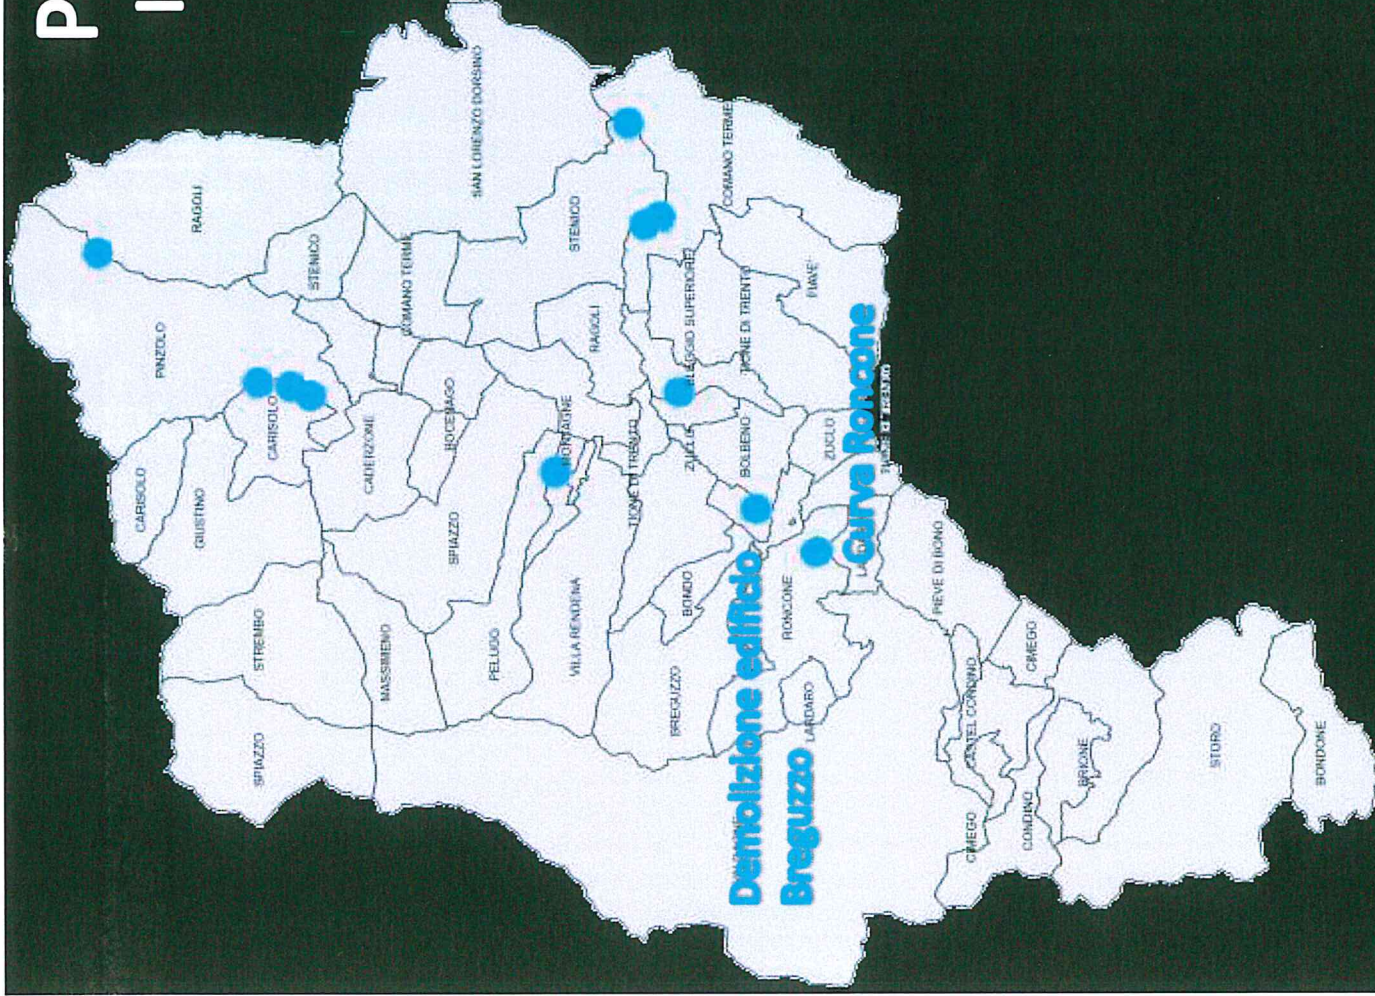 P
RAGOLI
SAN LORENZO DORSINO
STENICO
COMANO TERME
STENICO
PINZOLO
COMANO TERME
RAGOLI
BLEGGIO SUPERIORE
TIONE DI TRENTO
FIAVE'
CARISOLO
CARISOLO
GIUSTINO
CADERZONE
BOCENAGO
MONTAGNE
TIONE DI TRENTO
ZUCLO
BOLBENO
ZUCLO
SPIAZZO
STREMBO
MASSIMENO
PELUGO
VILLA RENDENA
BONDO
BREGUZZO
RONCONE
LARDARO
SPIAZZO
Curva Roncone
Demolizione edificio
Breguzzo
PIEVE DI BONO
CIMEGO
CASTEL CONDINO
BRIONE
CIMEGO
CONDINO
STORO
BONDONE